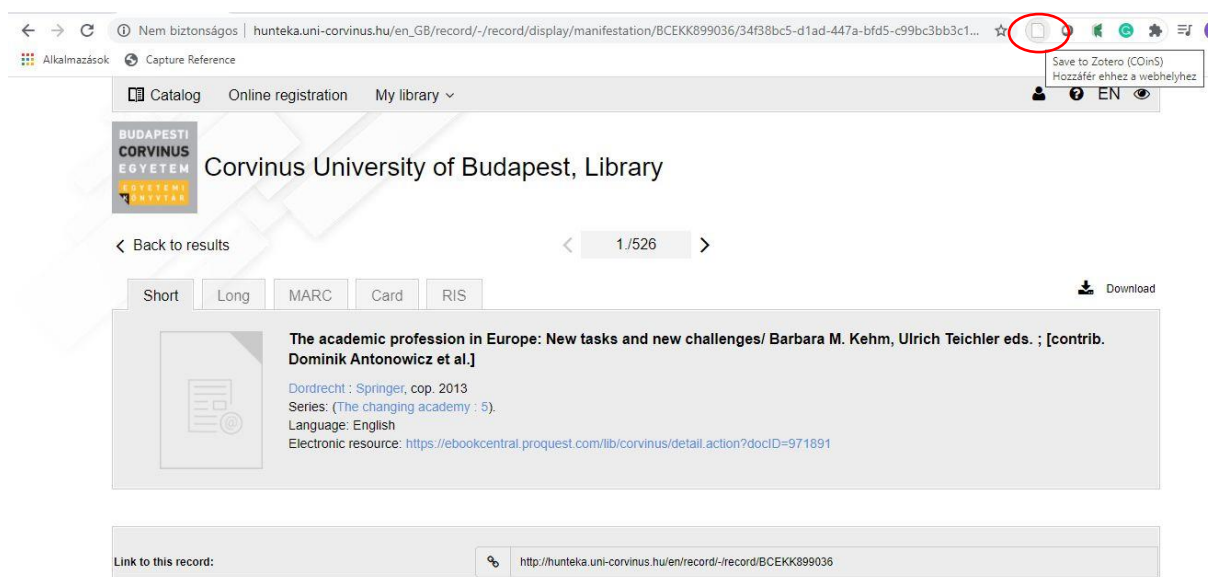 Nem biztonságos | hunteka.uni-corvinus.hu/en_GB/record/-/record/display/manifestation/BCEKK899036/34f38bc5-d1ad-447a-bfd5-c99bc3bb3c1...
Alkalmazások Capture Reference
Save to Zotero (COinS)
Hozzáfér ehhez a webhelyhez
Catalog Online registration My library EN
BUDAPESTI
CORVINUS
EGYETEM
EGYETEMI
KÖNYVTÁR
Corvinus University of Budapest, Library
Back to results 1./526
Short Long MARC Card RIS Download
The academic profession in Europe: New tasks and new challenges/ Barbara M. Kehm, Ulrich Teichler eds. ; [contrib.
Dominik Antonowicz et al.]
Dordrecht : Springer, cop. 2013
Series: (The changing academy : 5).
Language: English
Electronic resource: https://ebookcentral.proquest.com/lib/corvinus/detail.action?docID=971891
Link to this record: http://hunteka.uni-corvinus.hu/en/record/-/record/BCEKK899036